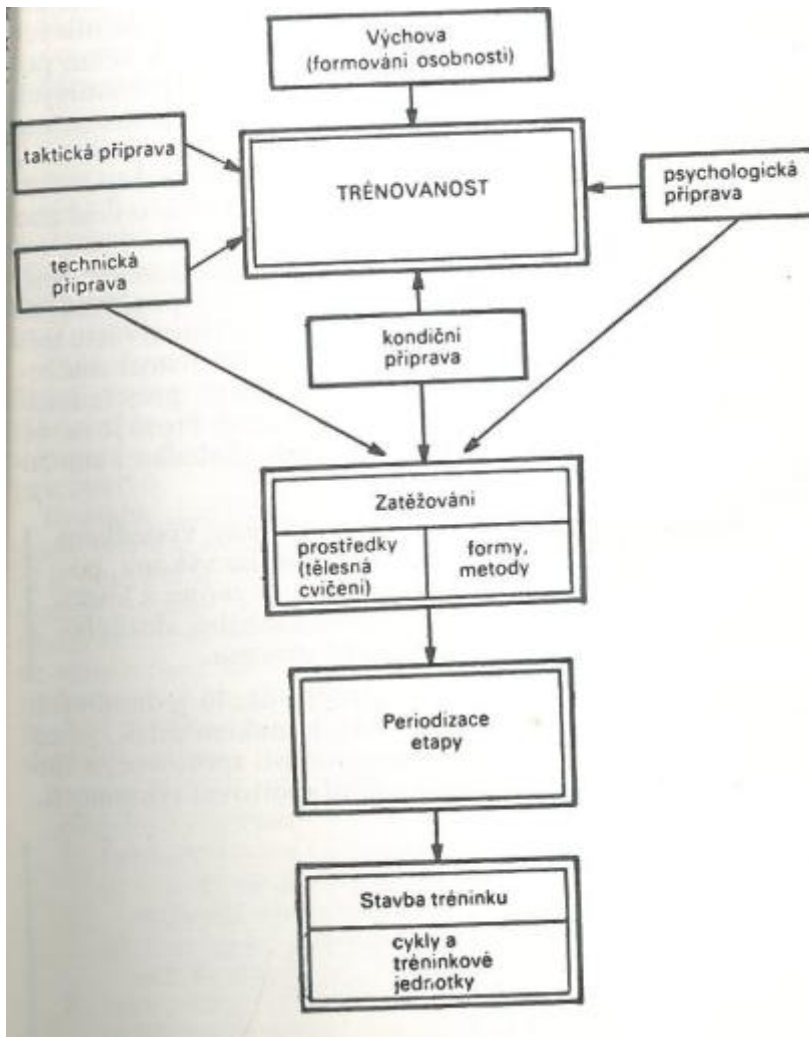 Výchova
(formování osobnosti)
taktická příprava
TRÉNOVANOST
psychologická
příprava
technická
příprava
kondiční
příprava
Zatěžování
prostředky
(tělesná
cvičení)
formy,
metody
Periodizace
etapy
Stavba tréninku
cykly a
tréninkové
jednotky